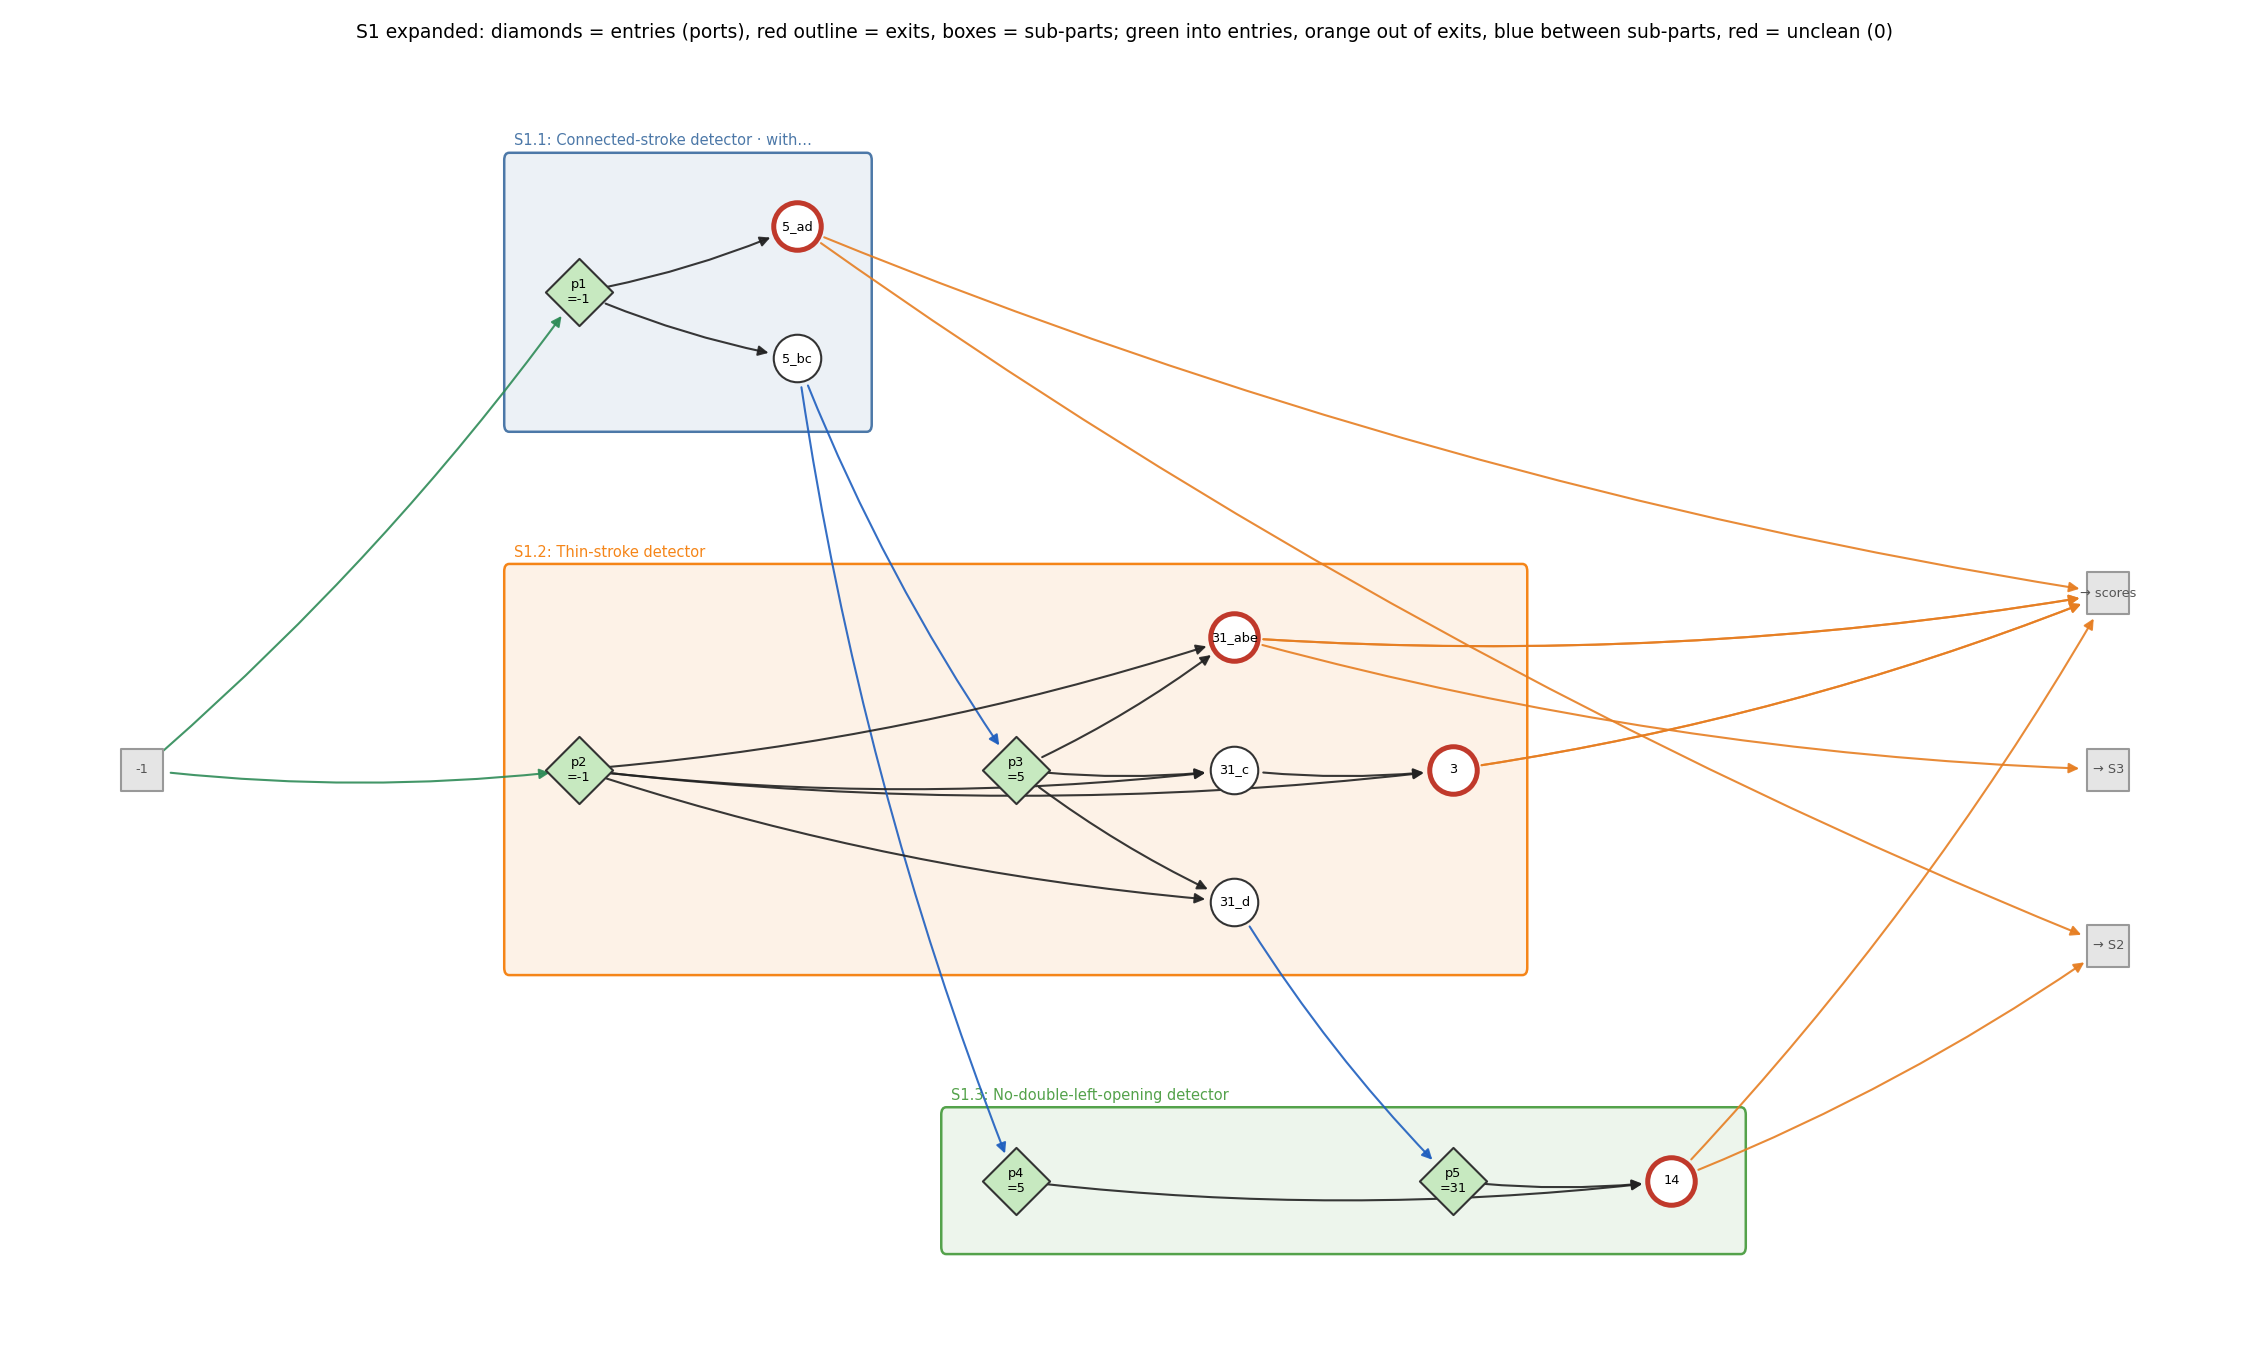 S1 expanded: diamonds = entries (ports), red outline = exits, boxes = sub-parts; green into entries, orange out of exits, blue between sub-parts, red = unclean (0)
S1.1: Connected-stroke detector · with...
5_ad
p1
=-1
5_bc
S1.2: Thin-stroke detector
→ scores
31_abe
-1
p2
=-1
p3
=5
31_c
3
→ S3
31_d
→ S2
S1.3: No-double-left-opening detector
p4
=5
p5
=31
14